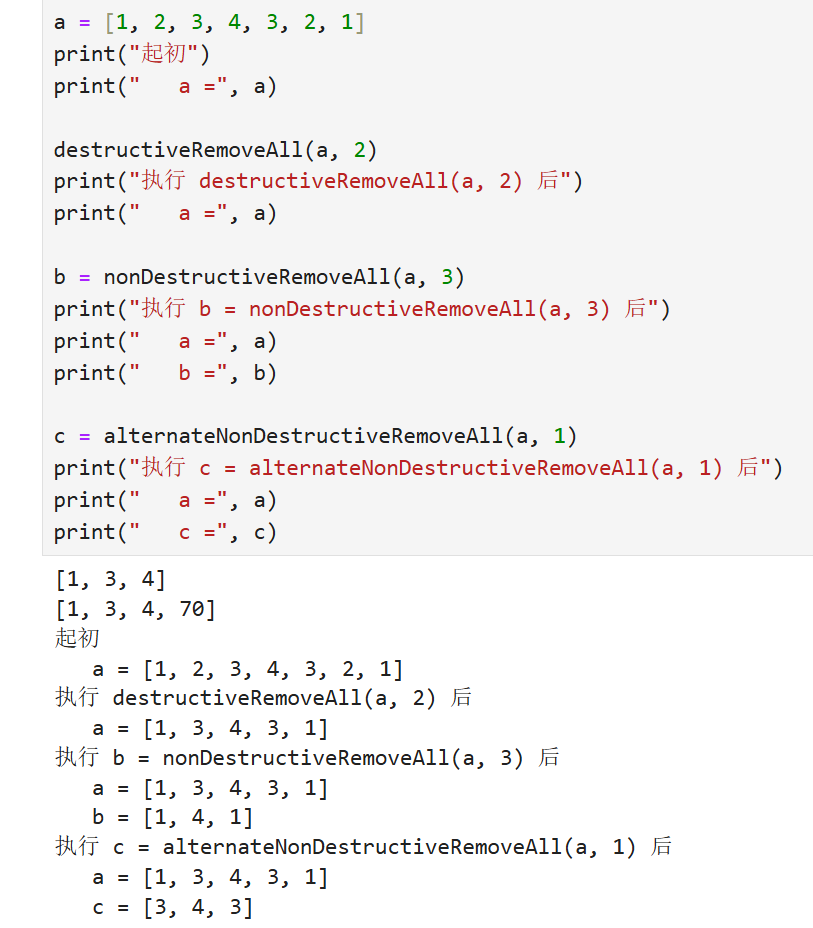 a = [1, 2, 3, 4, 3, 2, 1]
print("起初")
print("   a =", a)
destructiveRemoveAll(a, 2)
print("执行 destructiveRemoveAll(a, 2) 后")
print("   a =", a)
b = nonDestructiveRemoveAll(a, 3)
print("执行 b = nonDestructiveRemoveAll(a, 3) 后")
print("   a =", a)
print("   b =", b)
c = alternateNonDestructiveRemoveAll(a, 1)
print("执行 c = alternateNonDestructiveRemoveAll(a, 1) 后")
print("   a =", a)
print("   c =", c)
[1, 3, 4]
[1, 3, 4, 70]
起初
   a = [1, 2, 3, 4, 3, 2, 1]
执行 destructiveRemoveAll(a, 2) 后
   a = [1, 3, 4, 3, 1]
执行 b = nonDestructiveRemoveAll(a, 3) 后
   a = [1, 3, 4, 3, 1]
   b = [1, 4, 1]
执行 c = alternateNonDestructiveRemoveAll(a, 1) 后
   a = [1, 3, 4, 3, 1]
   c = [3, 4, 3]